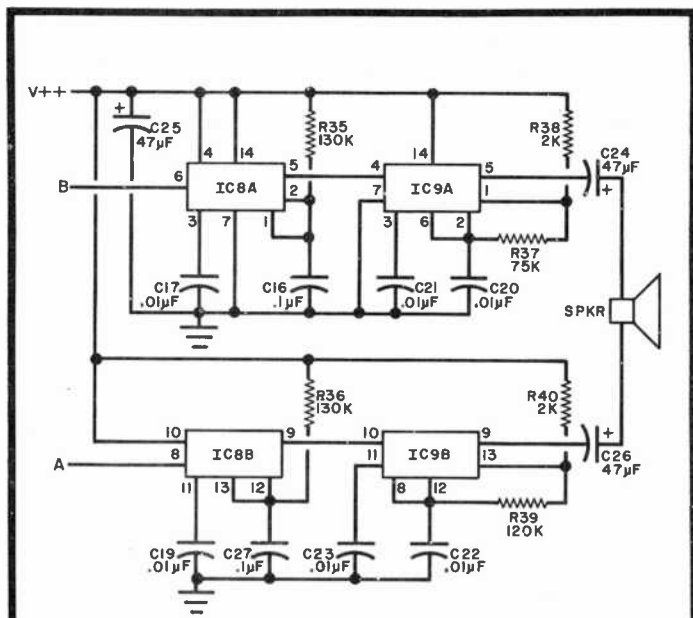 V++
+
C25
47µF
4
14
R35
130K
14
R38
2K
C24
47µF
+
B
6
IC8A
5
2
1
3
7
4
7
IC9A
5
1
3
6
2
R37
75K
C17
.01µF
C16
.1µF
C21
.01µF
C20
.01µF
SPKR
R36
130K
R40
2K
+
C26
47µF
10
8
A
IC8B
9
11
13
12
10
11
IC9B
9
13
8
12
R39
120K
C19
.01µF
C27
.1µF
C23
.01µF
C22
.01µF